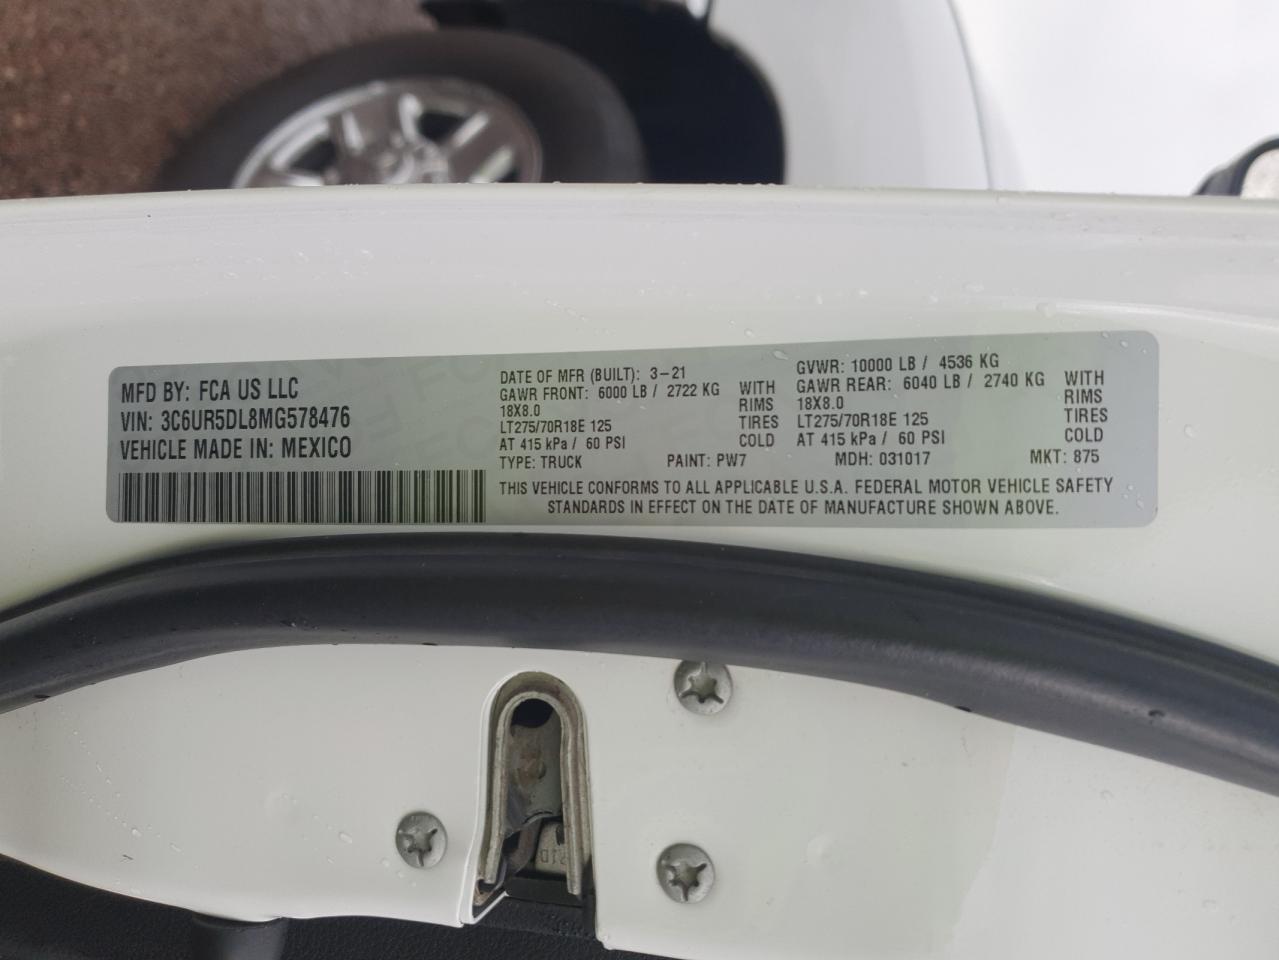 MFD BY: FCA US LLC
VIN: 3C6UR5DL8MG578476
VEHICLE MADE IN: MEXICO
DATE OF MFR (BUILT): 3-21
GAWR FRONT: 6000 LB / 2722 KG WITH
18X8.0 RIMS
LT275/70R18E 125 TIRES
AT 415 kPa / 60 PSI COLD
GVWR: 10000 LB / 4536 KG
GAWR REAR: 6040 LB / 2740 KG WITH
18X8.0 RIMS
LT275/70R18E 125 TIRES
AT 415 kPa / 60 PSI COLD
TYPE: TRUCK PAINT: PW7 MDH: 031017 MKT: 875
THIS VEHICLE CONFORMS TO ALL APPLICABLE U.S.A. FEDERAL MOTOR VEHICLE SAFETY
STANDARDS IN EFFECT ON THE DATE OF MANUFACTURE SHOWN ABOVE.